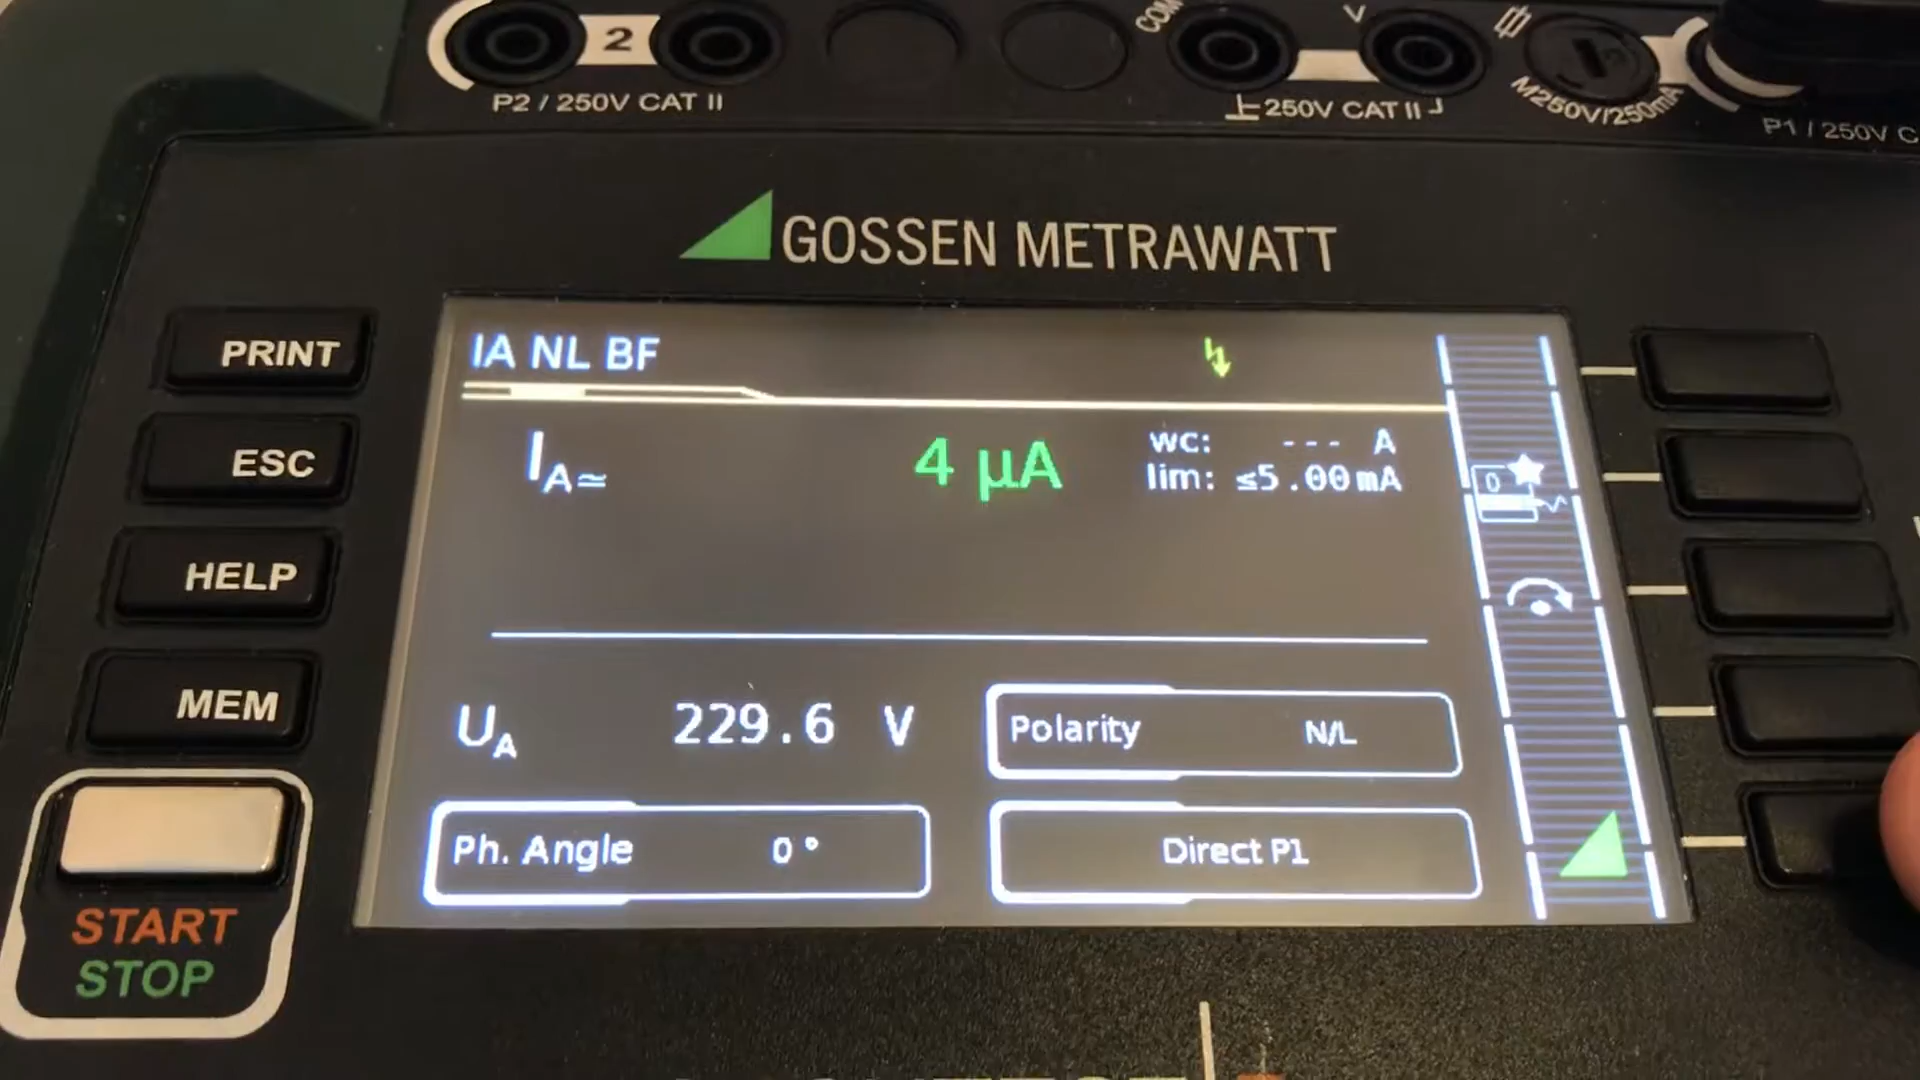 2
COM
V
P2 / 250V CAT II
250V CAT II
M250V/250mA
P1 / 250V C
GOSSEN METRAWATT
PRINT
ESC
HELP
MEM
START
STOP
IA NL BF
IA≃ 4 µA
wc: --- A
lim: ≤5.00mA
0
UA 229.6 V
Polarity N/L
Ph. Angle 0 °
Direct P1